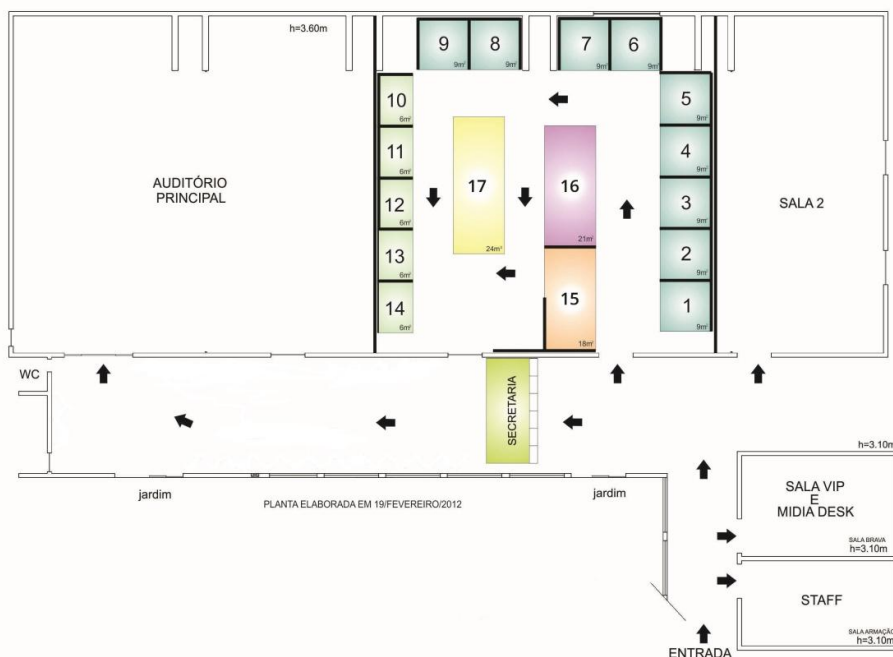 h=3.60m
9
9m²
8
9m²
7
9m²
6
9m²
10
6m²
11
6m²
12
6m²
13
6m²
14
6m²
17
24m²
16
21m²
15
18m²
5
9m²
4
9m²
3
9m²
2
9m²
1
9m²
AUDITÓRIO
PRINCIPAL
SALA 2
WC
SECRETARIA
jardim
PLANTA ELABORADA EM 19/FEVEREIRO/2012
jardim
h=3.10m
SALA VIP
E
MIDIA DESK
SALA BRAVA
h=3.10m
STAFF
SALA ARMAÇÃO
h=3.10m
ENTRADA